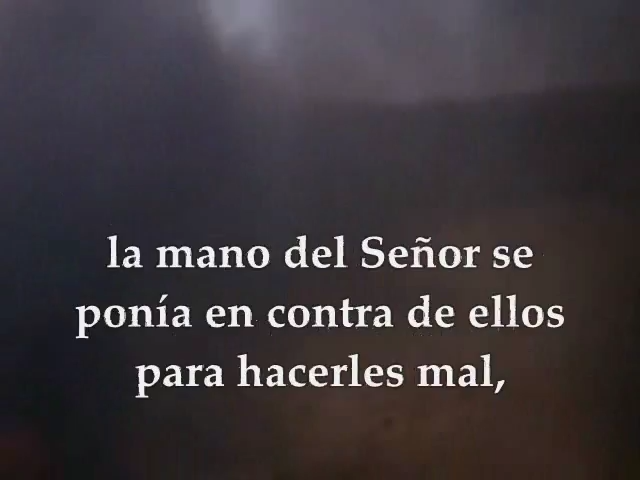 la mano del Señor se
ponía en contra de ellos
para hacerles mal,